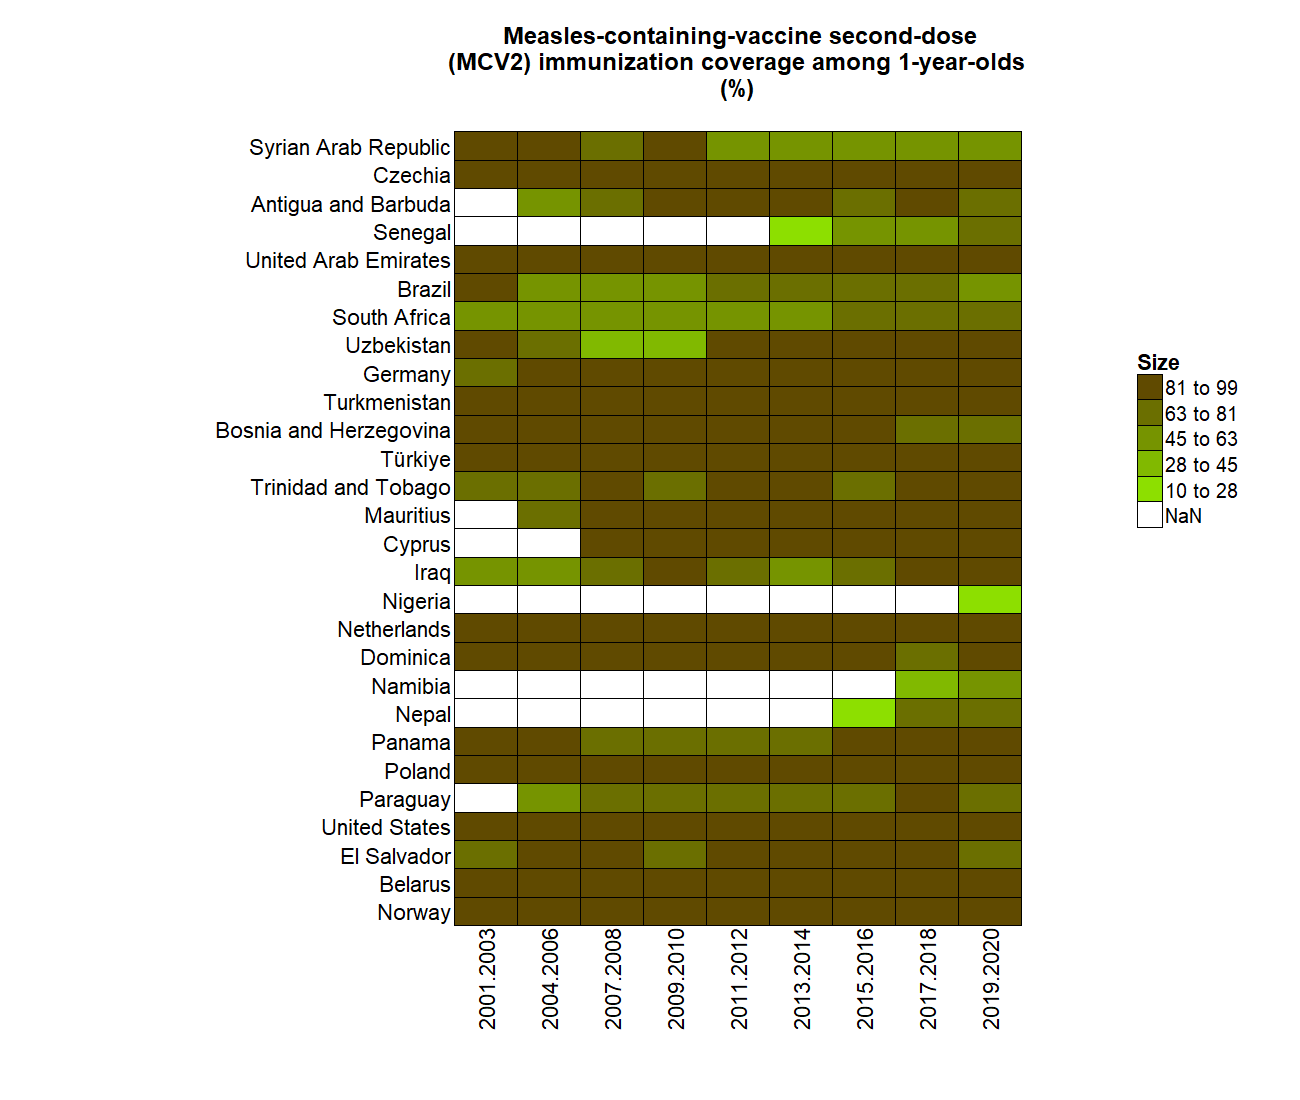 Measles-containing-vaccine second-dose
(MCV2) immunization coverage among 1-year-olds
(%)
Syrian Arab Republic
Czechia
Antigua and Barbuda
Senegal
United Arab Emirates
Brazil
South Africa
Uzbekistan
Germany
Turkmenistan
Bosnia and Herzegovina
Türkiye
Trinidad and Tobago
Mauritius
Cyprus
Iraq
Nigeria
Netherlands
Dominica
Namibia
Nepal
Panama
Poland
Paraguay
United States
El Salvador
Belarus
Norway
2001.2003
2004.2006
2007.2008
2009.2010
2011.2012
2013.2014
2015.2016
2017.2018
2019.2020
Size
81 to 99
63 to 81
45 to 63
28 to 45
10 to 28
NaN